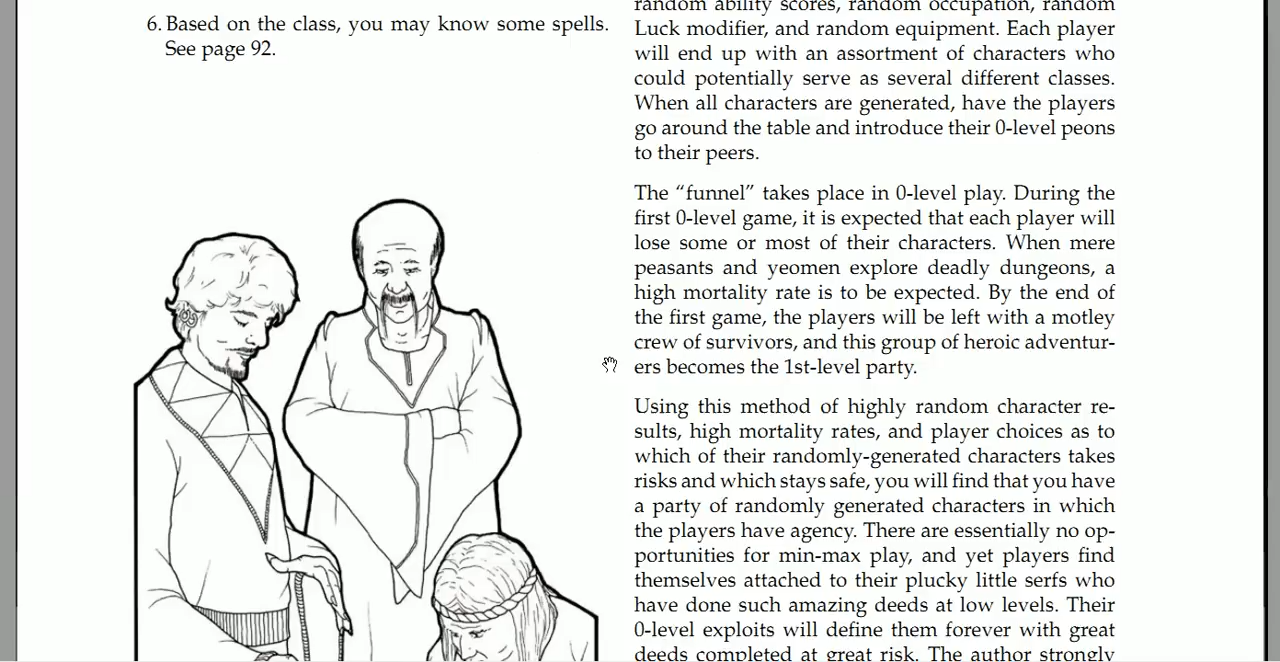 6. Based on the class, you may know some spells.
See page 92.
random ability scores, random occupation, random
Luck modifier, and random equipment. Each player
will end up with an assortment of characters who
could potentially serve as several different classes.
When all characters are generated, have the players
go around the table and introduce their 0-level peons
to their peers.
The “funnel” takes place in 0-level play. During the
first 0-level game, it is expected that each player will
lose some or most of their characters. When mere
peasants and yeomen explore deadly dungeons, a
high mortality rate is to be expected. By the end of
the first game, the players will be left with a motley
crew of survivors, and this group of heroic adventur-
ers becomes the 1st-level party.
Using this method of highly random character re-
sults, high mortality rates, and player choices as to
which of their randomly-generated characters takes
risks and which stays safe, you will find that you have
a party of randomly generated characters in which
the players have agency. There are essentially no op-
portunities for min-max play, and yet players find
themselves attached to their plucky little serfs who
have done such amazing deeds at low levels. Their
0-level exploits will define them forever with great
deeds completed at great risk. The author strongly